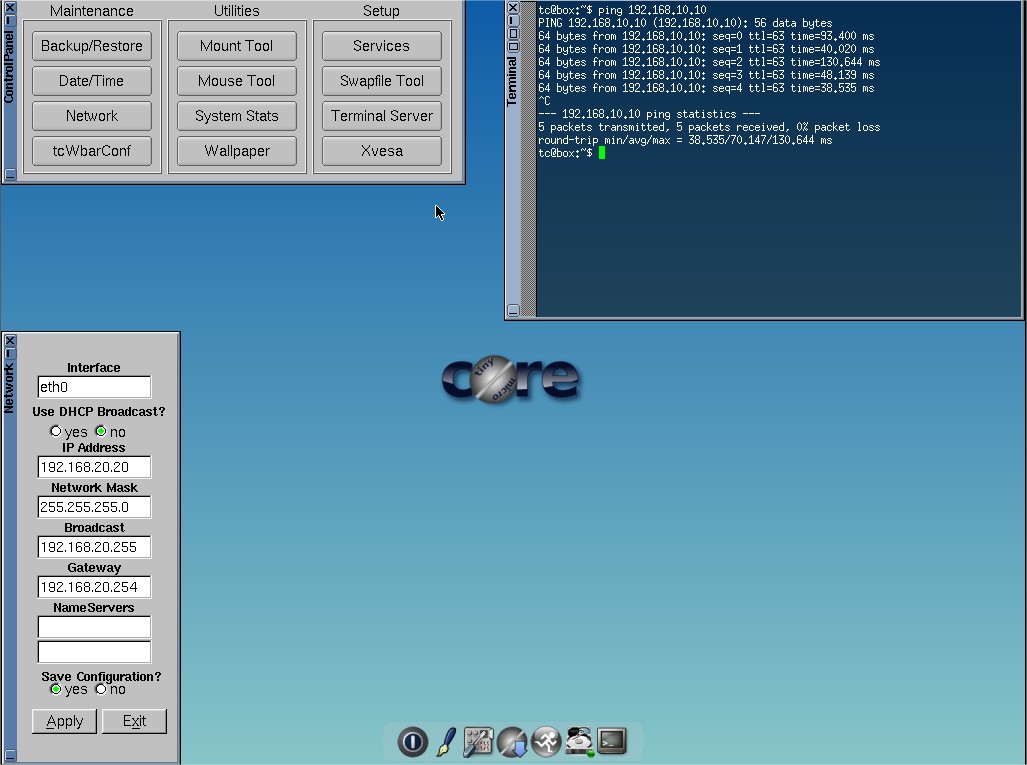 ControlPanel
Maintenance
Backup/Restore
Date/Time
Network
tcWbarConf
Utilities
Mount Tool
Mouse Tool
System Stats
Wallpaper
Setup
Services
Swapfile Tool
Terminal Server
Xvesa
Terminal
tc@box:~$ ping 192.168.10.10
PING 192.168.10.10 (192.168.10.10): 56 data bytes
64 bytes from 192.168.10.10: seq=0 ttl=63 time=93.400 ms
64 bytes from 192.168.10.10: seq=1 ttl=63 time=40.020 ms
64 bytes from 192.168.10.10: seq=2 ttl=63 time=130.644 ms
64 bytes from 192.168.10.10: seq=3 ttl=63 time=48.139 ms
64 bytes from 192.168.10.10: seq=4 ttl=63 time=38.535 ms
^C
--- 192.168.10.10 ping statistics ---
5 packets transmitted, 5 packets received, 0% packet loss
round-trip min/avg/max = 38.535/70.147/130.644 ms
tc@box:~$
Network
Interface
eth0
Use DHCP Broadcast?
yes no
IP Address
192.168.20.20
Network Mask
255.255.255.0
Broadcast
192.168.20.255
Gateway
192.168.20.254
NameServers
Save Configuration?
yes no
Apply Exit
core
tiny
micro